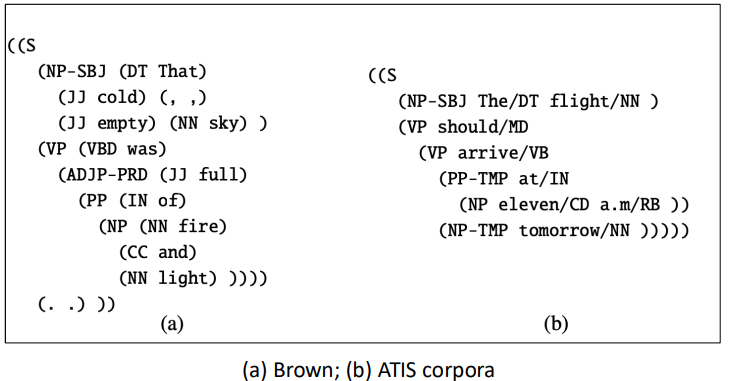 ((S
(NP-SBJ (DT That)
(JJ cold) (, ,)
(JJ empty) (NN sky) )
(VP (VBD was)
(ADJP-PRD (JJ full)
(PP (IN of)
(NP (NN fire)
(CC and)
(NN light) ))))
(. .) ))
(a)
((S
(NP-SBJ The/DT flight/NN )
(VP should/MD
(VP arrive/VB
(PP-TMP at/IN
(NP eleven/CD a.m/RB ))
(NP-TMP tomorrow/NN )))))
(b)
(a) Brown; (b) ATIS corpora